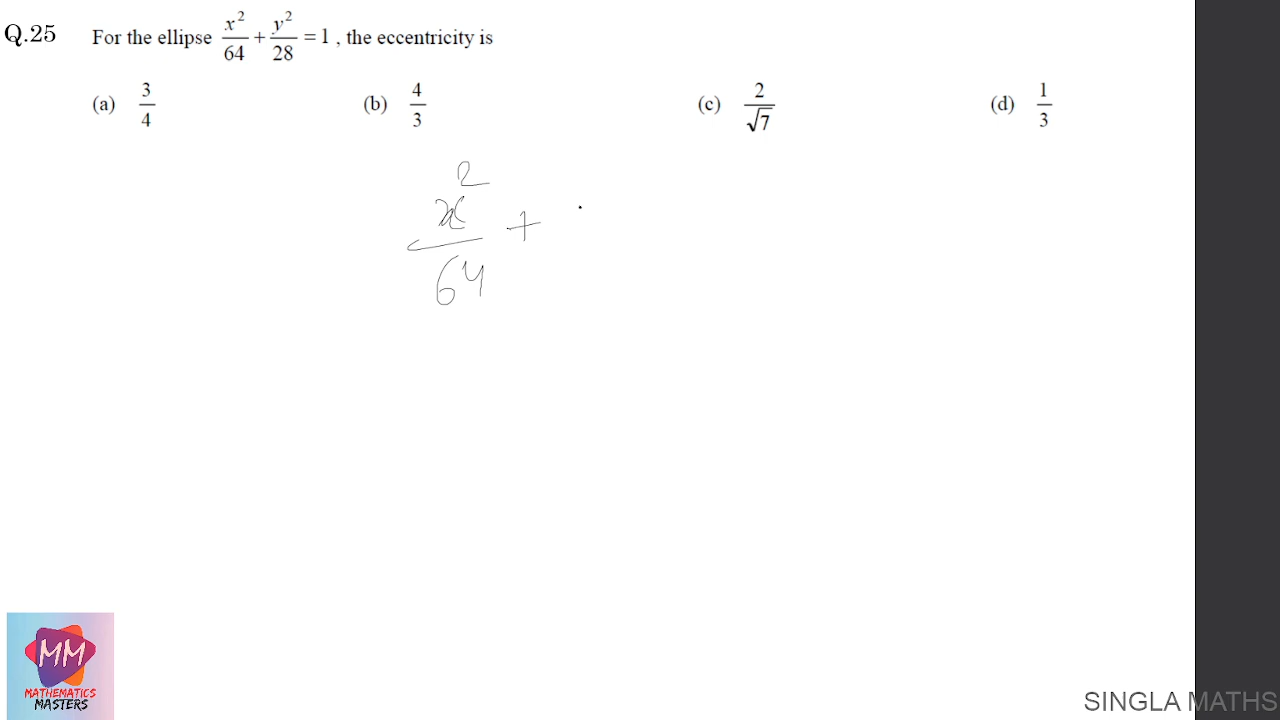 Q.25 For the ellipse x²/64 + y²/28 = 1, the eccentricity is
(a) 3/4 (b) 4/3 (c) 2/√7 (d) 1/3
x²/64 +
MM
MATHEMATICS
MASTERS
SINGLA MATHS